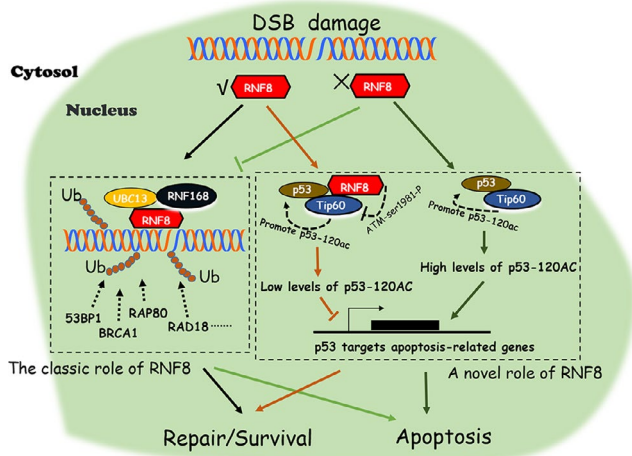 DSB damage
Cytosol
√ RNF8
× RNF8
Nucleus
Ub
UBC13
RNF168
RNF8
Ub
Ub
53BP1
BRCA1
RAP80
RAD18 ......
p53
RNF8
Tip60
ATM-ser1981-P
Promote p53-120ac
Low levels of p53-120AC
p53
Tip60
Promote p53-120ac
High levels of p53-120AC
p53 targets apoptosis-related genes
The classic role of RNF8
A novel role of RNF8
Repair/Survival
Apoptosis